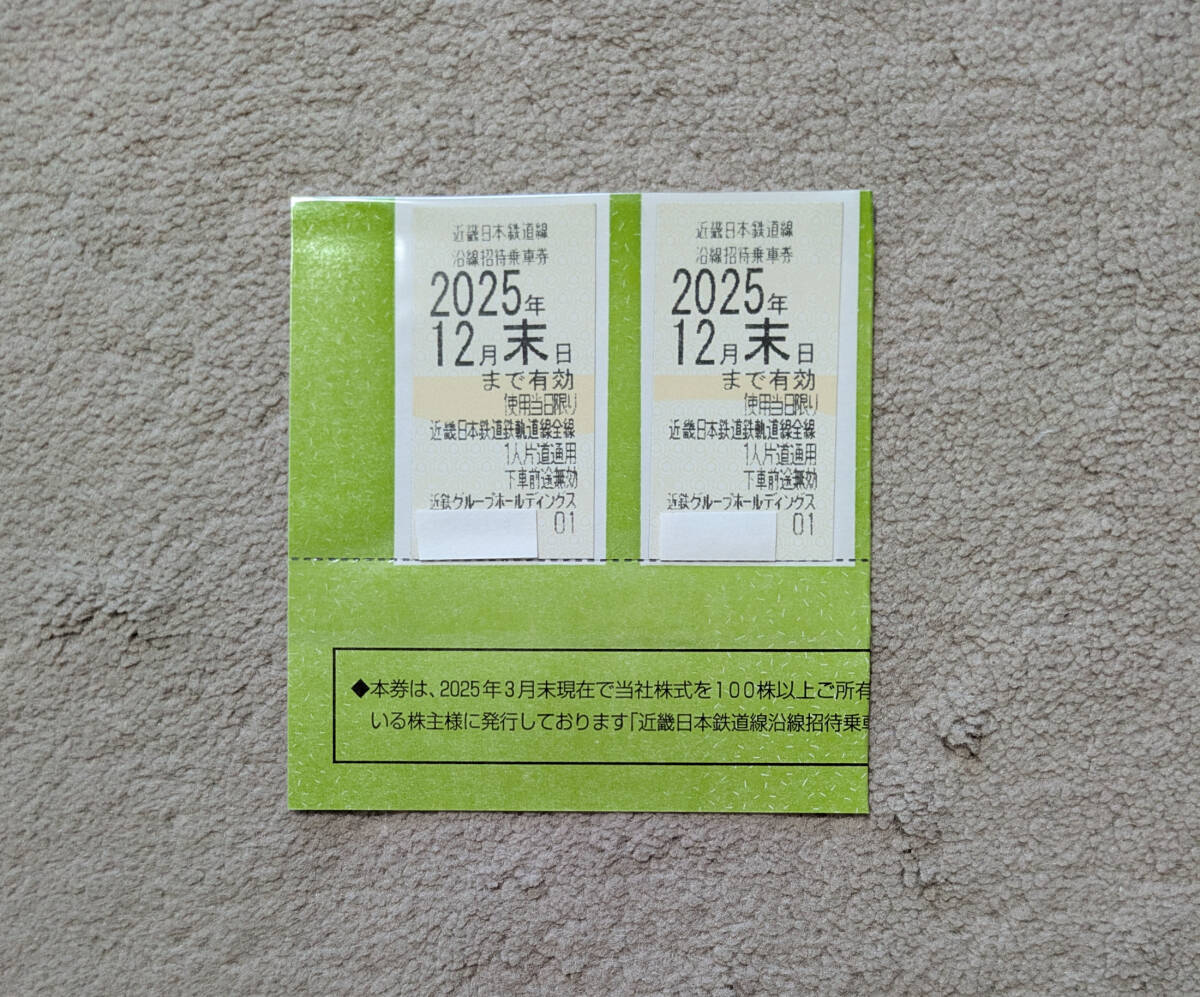 近畿日本鉄道線
沿線招待乗車券
2025年
12月末日
まで有効
使用当日限り
近畿日本鉄道鉄軌道線全線
1人片道通用
下車前途無効
近鉄グループホールディングス
01
近畿日本鉄道線
沿線招待乗車券
2025年
12月末日
まで有効
使用当日限り
近畿日本鉄道鉄軌道線全線
1人片道通用
下車前途無効
近鉄グループホールディングス
01
◆本券は、2025年3月末現在で当社株式を100株以上ご所有
いる株主様に発行しております「近畿日本鉄道線沿線招待乗車